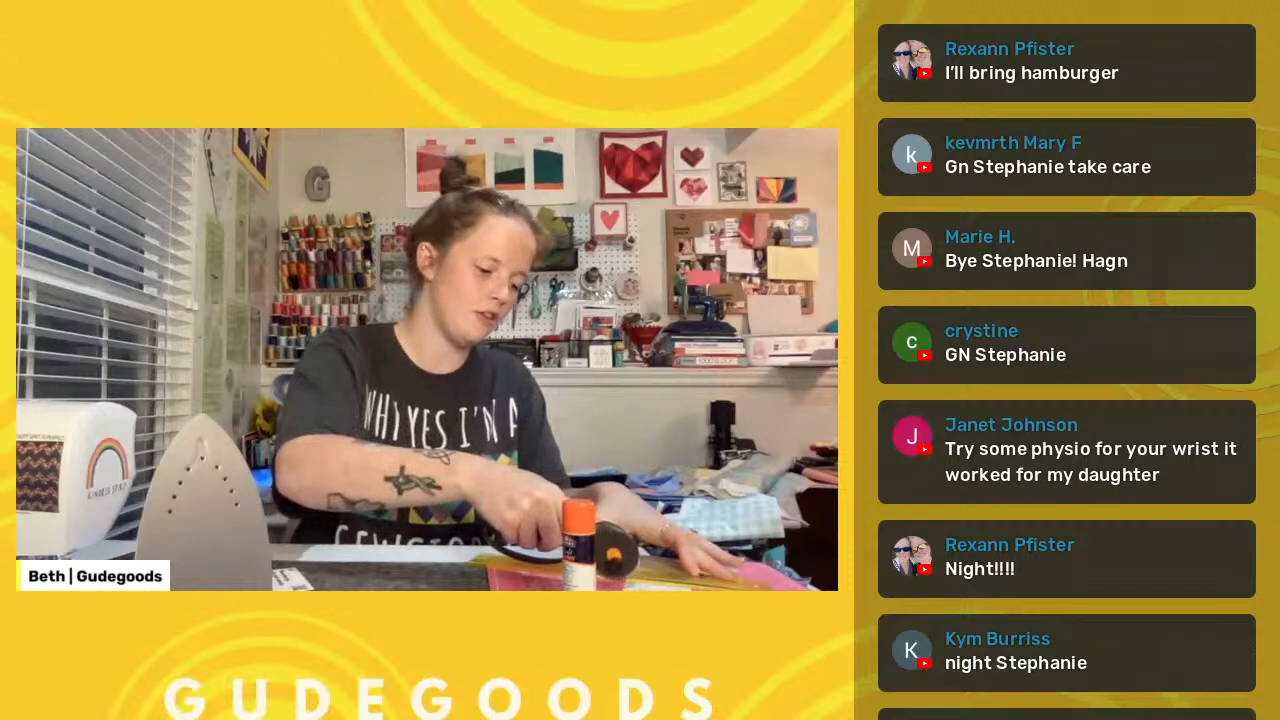 Rexann Pfister
I'll bring hamburger
kevmrth Mary F
Gn Stephanie take care
Marie H.
Bye Stephanie! Hagn
crystine
GN Stephanie
Janet Johnson
Try some physio for your wrist it
worked for my daughter
Rexann Pfister
Night!!!!
Kym Burriss
night Stephanie
k
M
c
J
K
G
WHY YES I'M A
Beth | Gudegoods
GUDEGOODS